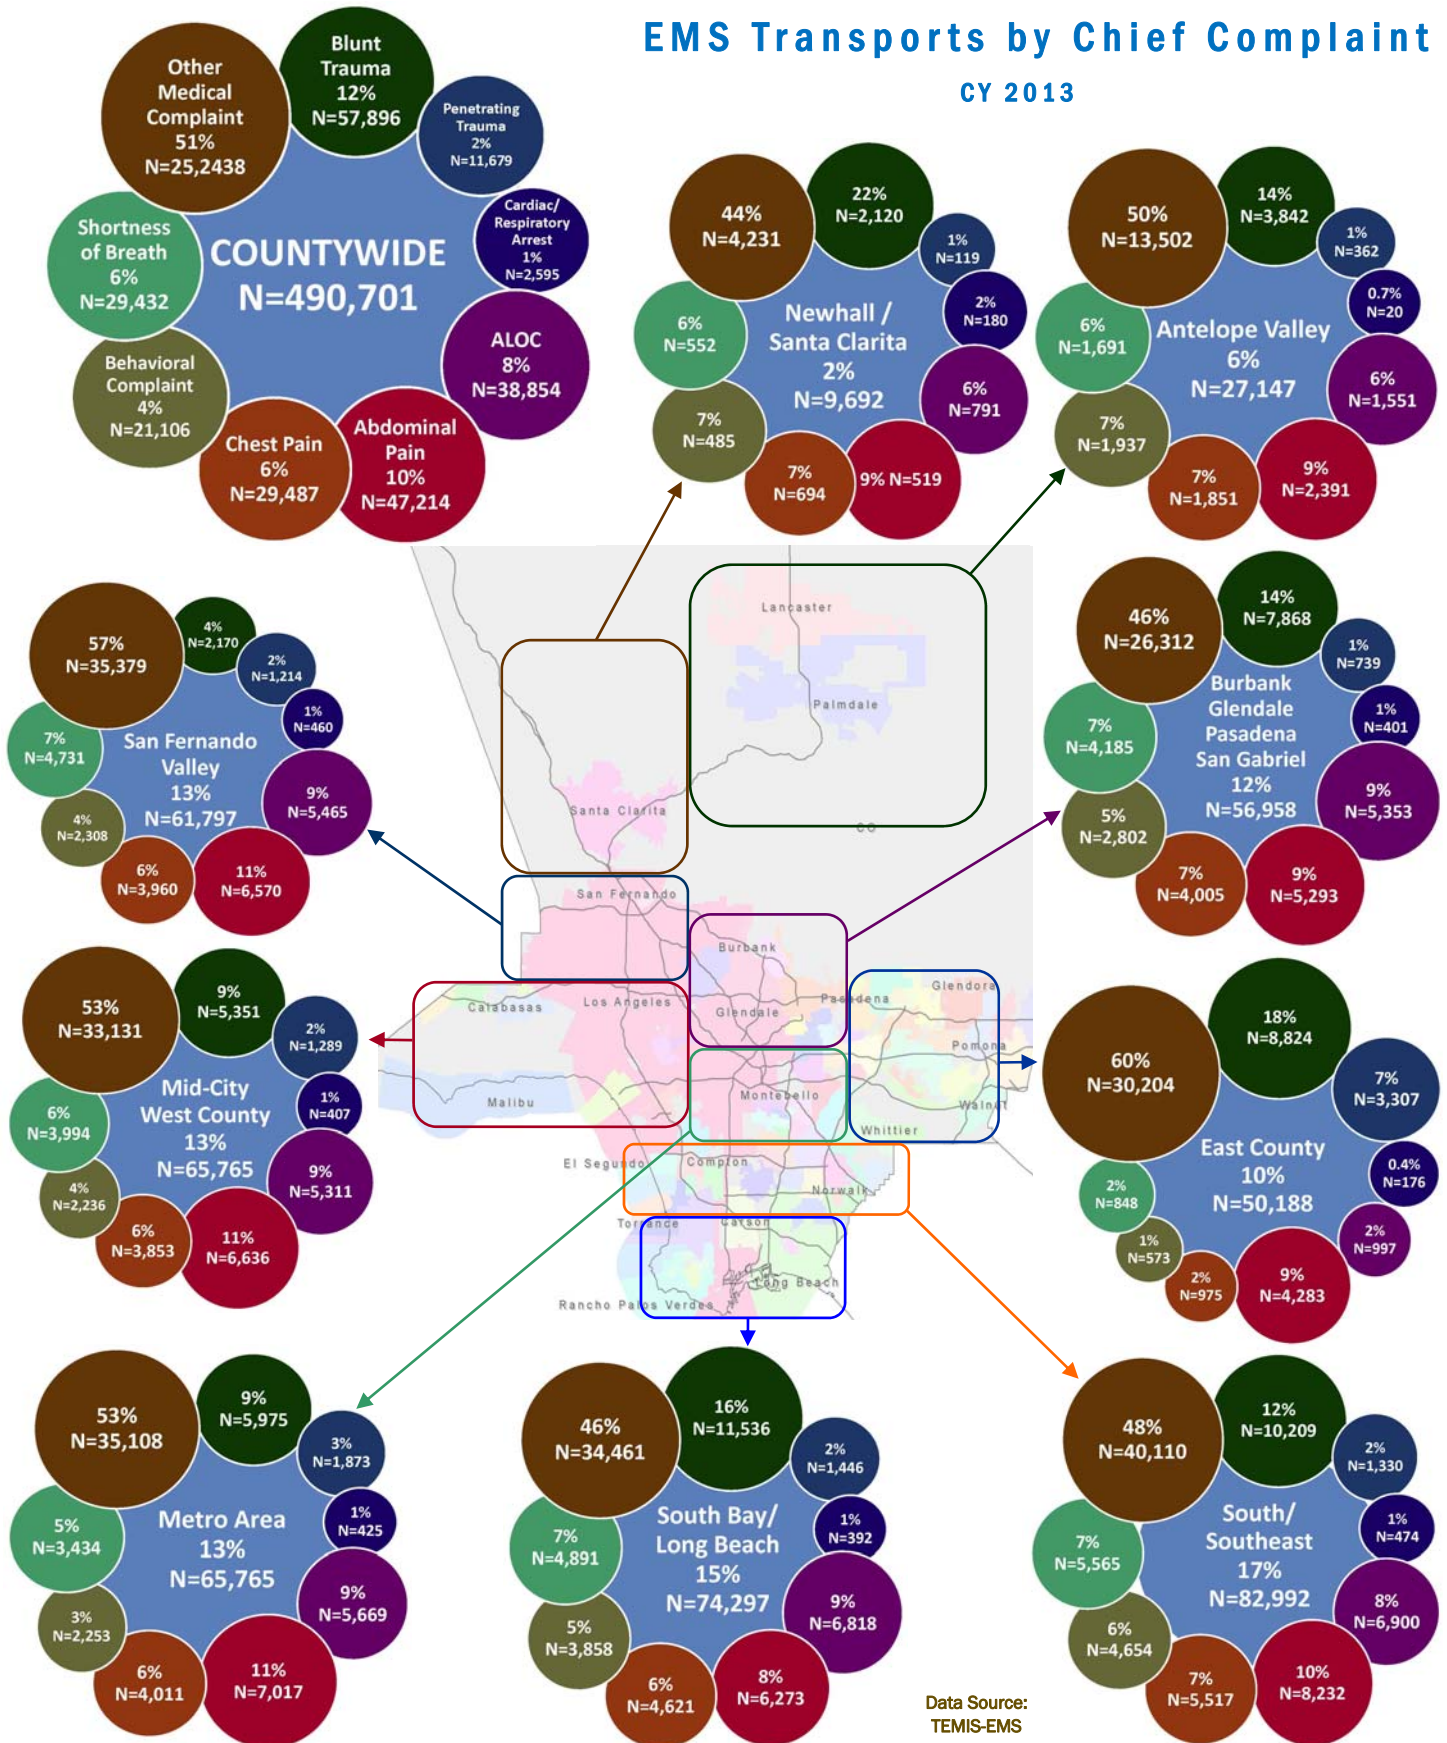 EMS Transports by Chief Complaint
CY 2013
Other
Medical
Complaint
51%
N=25,2438
Blunt
Trauma
12%
N=57,896
Penetrating
Trauma
2%
N=11,679
Cardiac/
Respiratory
Arrest
1%
N=2,595
ALOC
8%
N=38,854
Abdominal
Pain
10%
N=47,214
Chest Pain
6%
N=29,487
Behavioral
Complaint
4%
N=21,106
Shortness
of Breath
6%
N=29,432
COUNTYWIDE
N=490,701
44%
N=4,231
22%
N=2,120
1%
N=119
2%
N=180
6%
N=791
9% N=519
7%
N=694
7%
N=485
6%
N=552
Newhall /
Santa Clarita
2%
N=9,692
50%
N=13,502
14%
N=3,842
1%
N=362
0.7%
N=20
6%
N=1,551
9%
N=2,391
7%
N=1,851
7%
N=1,937
6%
N=1,691
Antelope Valley
6%
N=27,147
57%
N=35,379
4%
N=2,170
2%
N=1,214
1%
N=460
9%
N=5,465
11%
N=6,570
6%
N=3,960
4%
N=2,308
7%
N=4,731
San Fernando
Valley
13%
N=61,797
46%
N=26,312
14%
N=7,868
1%
N=739
1%
N=401
9%
N=5,353
9%
N=5,293
7%
N=4,005
5%
N=2,802
7%
N=4,185
Burbank
Glendale
Pasadena
San Gabriel
12%
N=56,958
Lancaster
Palmdale
Santa Clarita
CO
San Fernando
Burbank
Calabasas
Los Angeles
Glendale
Pasadena
Glendora
Pomona
Malibu
Montebello
Walnut
Whittier
El Segundo
Compton
Norwalk
Torrance
Carson
Long Beach
Rancho Palos Verdes
53%
N=33,131
9%
N=5,351
2%
N=1,289
1%
N=407
9%
N=5,311
11%
N=6,636
6%
N=3,853
4%
N=2,236
6%
N=3,994
Mid-City
West County
13%
N=65,765
60%
N=30,204
18%
N=8,824
7%
N=3,307
0.4%
N=176
2%
N=997
9%
N=4,283
2%
N=975
1%
N=573
2%
N=848
East County
10%
N=50,188
53%
N=35,108
9%
N=5,975
3%
N=1,873
1%
N=425
9%
N=5,669
11%
N=7,017
6%
N=4,011
3%
N=2,253
5%
N=3,434
Metro Area
13%
N=65,765
46%
N=34,461
16%
N=11,536
2%
N=1,446
1%
N=392
9%
N=6,818
8%
N=6,273
6%
N=4,621
5%
N=3,858
7%
N=4,891
South Bay/
Long Beach
15%
N=74,297
48%
N=40,110
12%
N=10,209
2%
N=1,330
1%
N=474
8%
N=6,900
10%
N=8,232
7%
N=5,517
6%
N=4,654
7%
N=5,565
South/
Southeast
17%
N=82,992
Data Source:
TEMIS-EMS